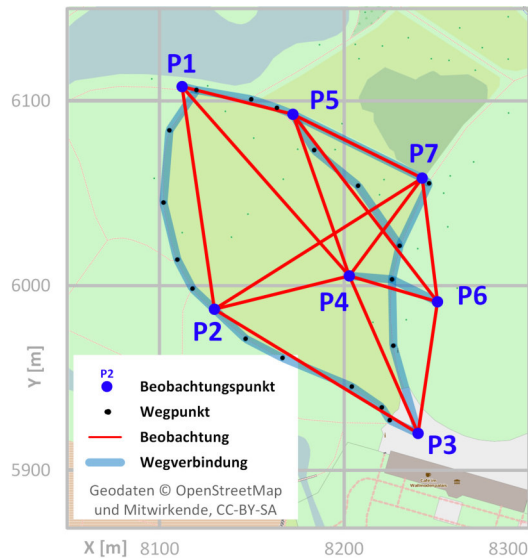 P1
P5
6100
P7
6000
P4
P6
P2
Y [m]
P2
Beobachtungspunkt
Wegpunkt
Beobachtung
Wegverbindung
Geodaten © OpenStreetMap
und Mitwirkende, CC-BY-SA
P3
5900
X [m]
8100
8200
8300